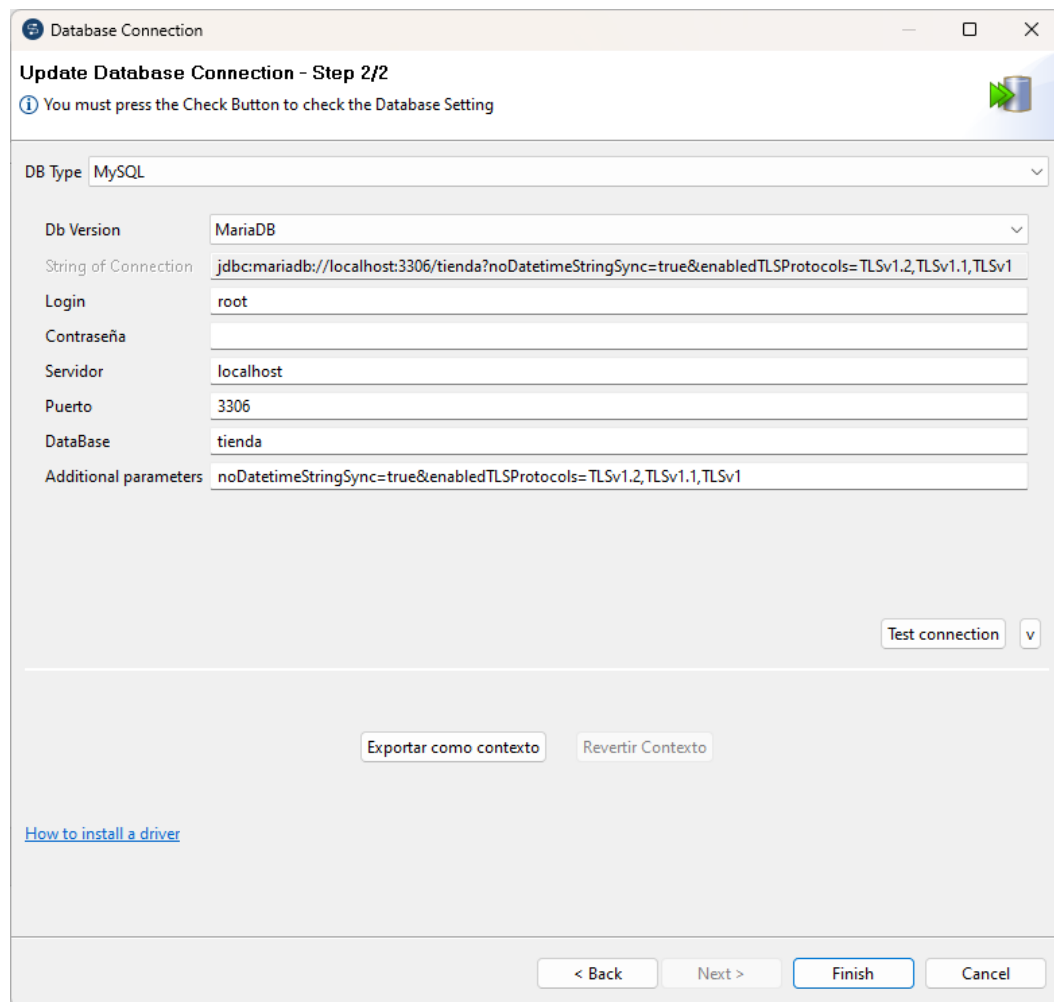 Database Connection
Update Database Connection - Step 2/2
You must press the Check Button to check the Database Setting
DB Type MySQL
Db Version MariaDB
String of Connection jdbc:mariadb://localhost:3306/tienda?noDatetimeStringSync=true&enabledTLSProtocols=TLSv1.2,TLSv1.1,TLSv1
Login root
Contraseña
Servidor localhost
Puerto 3306
DataBase tienda
Additional parameters noDatetimeStringSync=true&enabledTLSProtocols=TLSv1.2,TLSv1.1,TLSv1
Test connection v
Exportar como contexto Revertir Contexto
How to install a driver
< Back Next > Finish Cancel